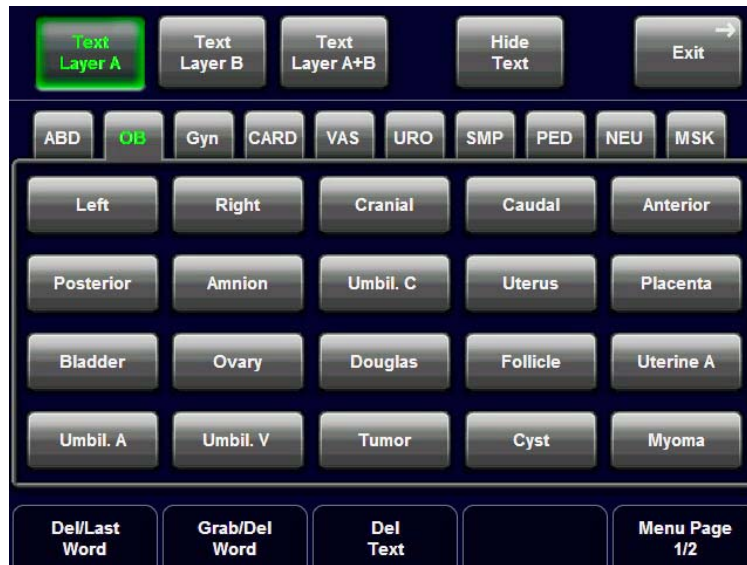 Text Layer A
Text Layer B
Text Layer A+B
Hide Text
Exit
ABD OB Gyn CARD VAS URO SMP PED NEU MSK
Left Right Cranial Caudal Anterior
Posterior Amnion Umbil. C Uterus Placenta
Bladder Ovary Douglas Follicle Uterine A
Umbil. A Umbil. V Tumor Cyst Myoma
Del/Last Word
Grab/Del Word
Del Text
Menu Page 1/2